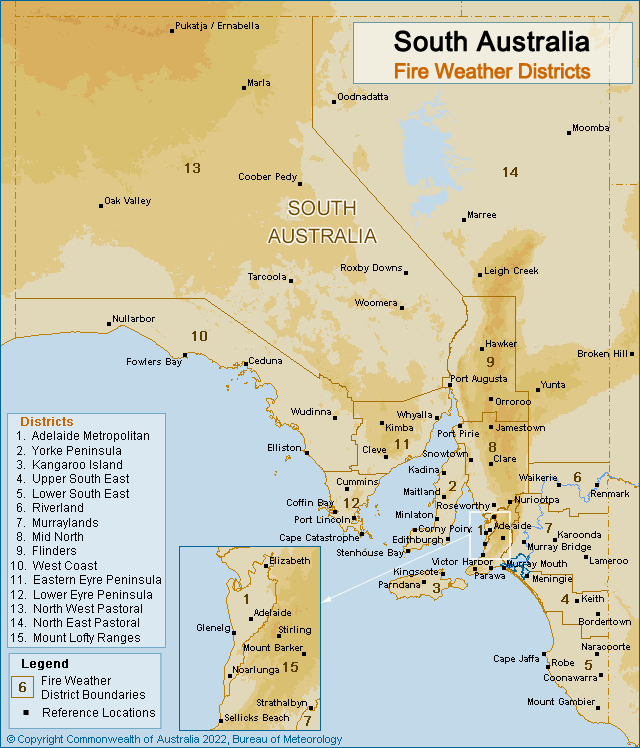 South Australia
Fire Weather Districts
Pukatja / Ernabella
Marla
Oodnadatta
Moomba
13
14
Coober Pedy
Oak Valley
SOUTH
AUSTRALIA
Marree
Roxby Downs
Leigh Creek
Tarcoola
Woomera
Nullarbor
10
Hawker
Fowlers Bay
Ceduna
9
Broken Hill
Port Augusta
Yunta
Orroroo
Wudinna
Whyalla
Kimba
Port Pirie
Jamestown
11
8
Elliston
Cleve
Snowtown
Clare
Kadina
Waikerie
6
Cummins
2
Renmark
Maitland
Coffin Bay
12
Nuriootpa
Roseworthy
Port Lincoln
Minlaton
1
Adelaide
7
Corny Point
Karoonda
Cape Catastrophe
Edithburgh
Murray Bridge
Stenhouse Bay
Victor Harbor
Murray Mouth
Lameroo
Kingscote
Parawa
Meningie
Parndana
3
4
Keith
Bordertown
Naracoorte
Cape Jaffa
Robe
5
Coonawarra
Mount Gambier
Districts
1. Adelaide Metropolitan
2. Yorke Peninsula
3. Kangaroo Island
4. Upper South East
5. Lower South East
6. Riverland
7. Murraylands
8. Mid North
9. Flinders
10. West Coast
11. Eastern Eyre Peninsula
12. Lower Eyre Peninsula
13. North West Pastoral
14. North East Pastoral
15. Mount Lofty Ranges
Elizabeth
1
Adelaide
Glenelg
Stirling
Mount Barker
15
Noarlunga
Strathalbyn
Sellicks Beach
7
Legend
6
Fire Weather
District Boundaries
Reference Locations
© Copyright Commonwealth of Australia 2022, Bureau of Meteorology